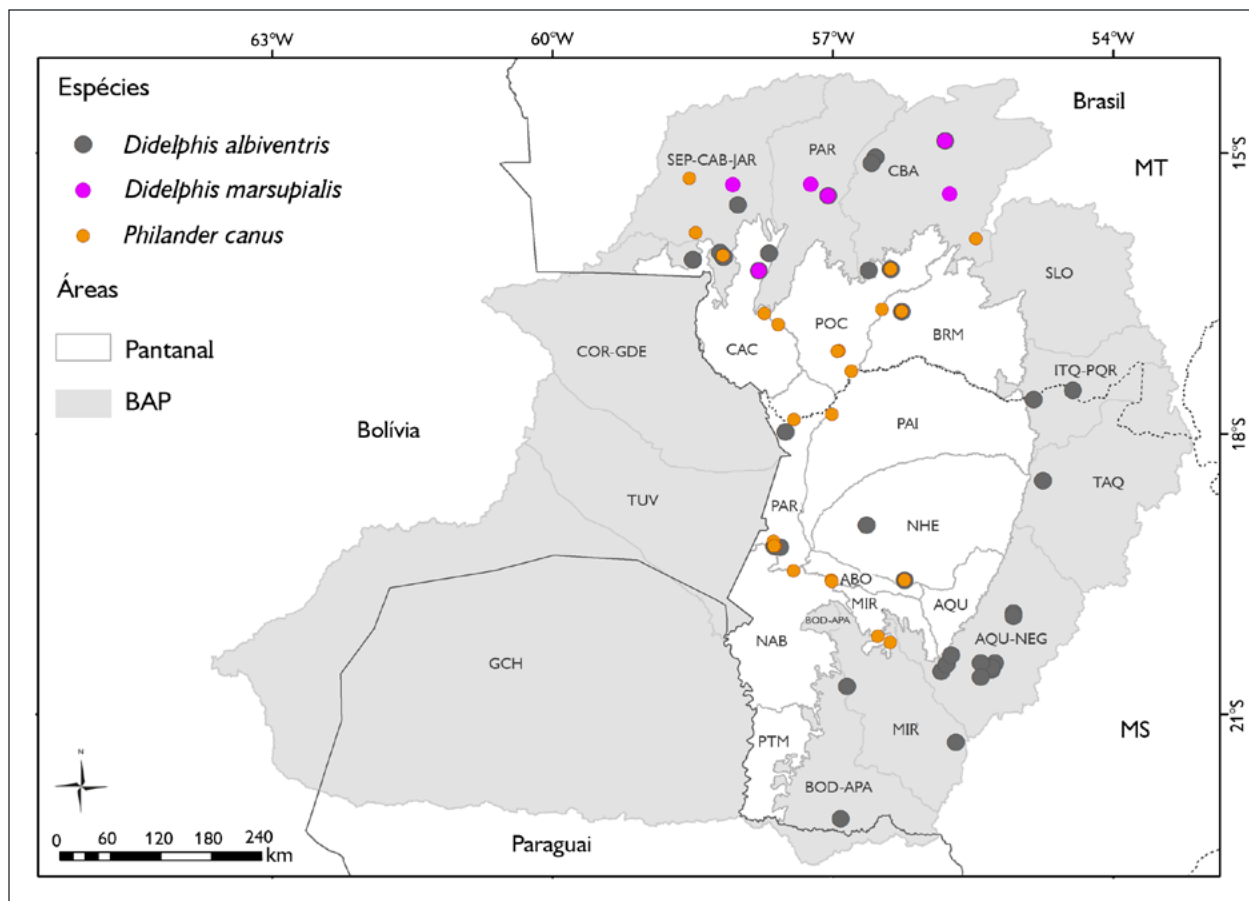 63°W 60°W 57°W 54°W
Espécies
Didelphis albiventris
Didelphis marsupialis
Philander canus
Áreas
Pantanal
BAP
Brasil
MT
15°S
SEP-CAB-JAR
PAR
CBA
SLO
COR-GDE
CAC
POC
BRM
ITQ-PQR
Bolívia
PAI
18°S
TUV
TAQ
PAR
NHE
ABO
MIR
AQU
BOD-APA
AQU-NEG
NAB
GCH
21°S
PTM
MIR
MS
BOD-APA
N
0 60 120 180 240
km
Paraguai